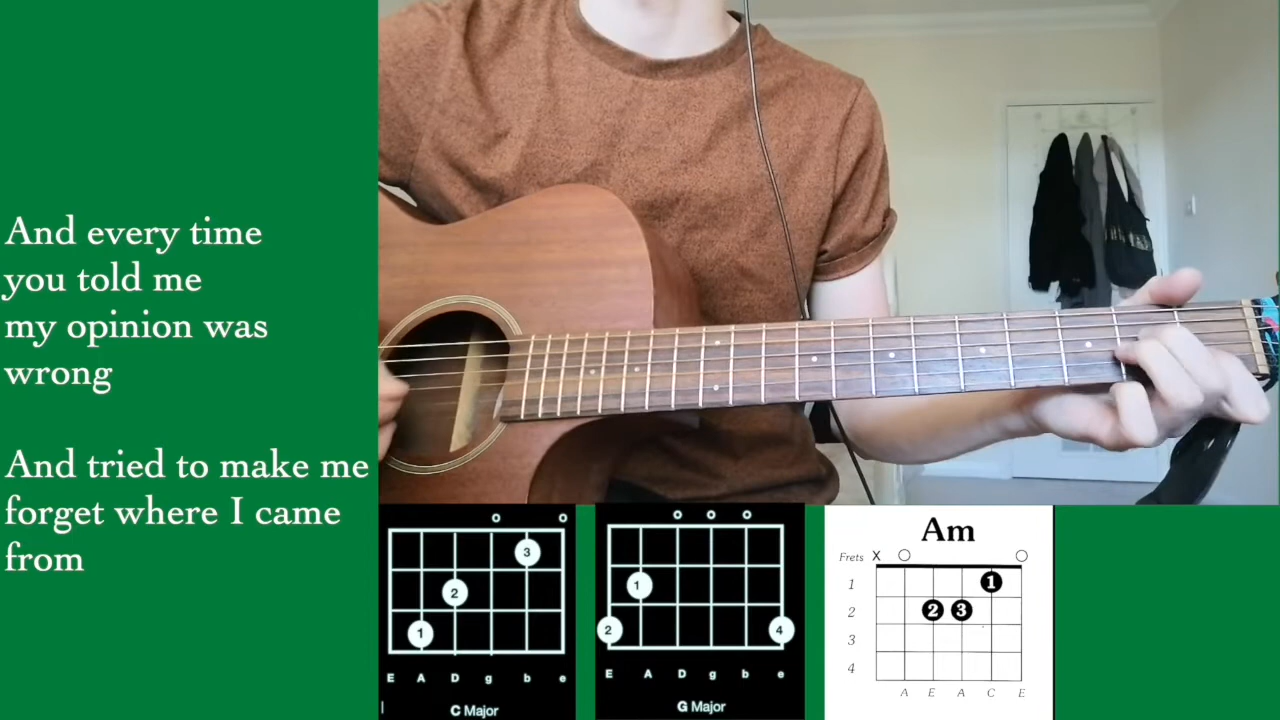 And every time
you told me
my opinion was
wrong
And tried to make me
forget where I came
from
o o
3
2
1
E A D g b e
C Major
o o o
1
2 4
E A D g b e
G Major
Am
Frets X
1 1
2 2 3
3
4
A E A C E